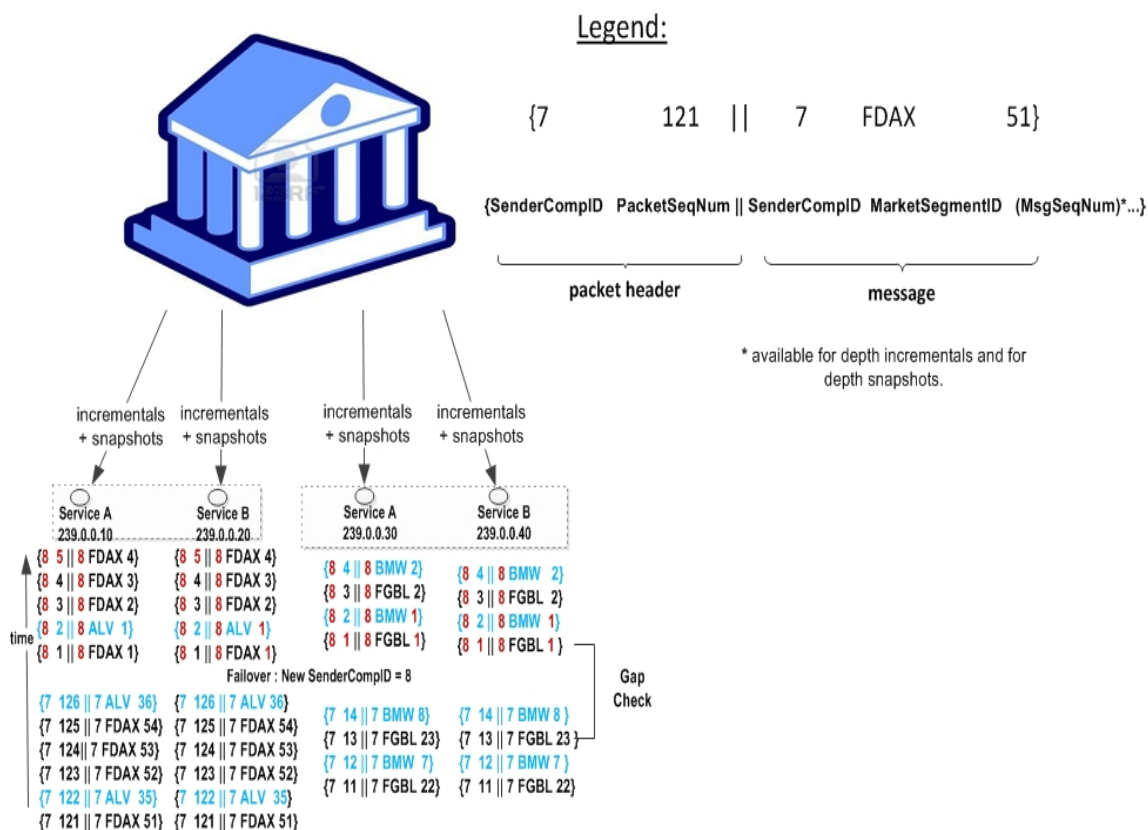 Legend:
{7 121 || 7 FDAX 51}
{SenderCompID PacketSeqNum || SenderCompID MarketSegmentID (MsgSeqNum)*...}
packet header message
* available for depth incrementals and for
depth snapshots.
incrementals
+ snapshots
incrementals
+ snapshots
incrementals
+ snapshots
incrementals
+ snapshots
Service A
239.0.0.10
Service B
239.0.0.20
Service A
239.0.0.30
Service B
239.0.0.40
time
{8 5 || 8 FDAX 4}
{8 4 || 8 FDAX 3}
{8 3 || 8 FDAX 2}
{8 2 || 8 ALV 1}
{8 1 || 8 FDAX 1}
{8 5 || 8 FDAX 4}
{8 4 || 8 FDAX 3}
{8 3 || 8 FDAX 2}
{8 2 || 8 ALV 1}
{8 1 || 8 FDAX 1}
{8 4 || 8 BMW 2}
{8 3 || 8 FGBL 2}
{8 2 || 8 BMW 1}
{8 1 || 8 FGBL 1}
{8 4 || 8 BMW 2}
{8 3 || 8 FGBL 2}
{8 2 || 8 BMW 1}
{8 1 || 8 FGBL 1}
Failover : New SenderCompID = 8
Gap
Check
{7 126 || 7 ALV 36}
{7 125 || 7 FDAX 54}
{7 124|| 7 FDAX 53}
{7 123 || 7 FDAX 52}
{7 122 || 7 ALV 35}
{7 121 || 7 FDAX 51}
{7 126 || 7 ALV 36}
{7 125 || 7 FDAX 54}
{7 124 || 7 FDAX 53}
{7 123 || 7 FDAX 52}
{7 122 || 7 ALV 35}
{7 121 || 7 FDAX 51}
{7 14 || 7 BMW 8}
{7 13 || 7 FGBL 23}
{7 12 || 7 BMW 7}
{7 11 || 7 FGBL 22}
{7 14 || 7 BMW 8 }
{7 13 || 7 FGBL 23 }
{7 12 || 7 BMW 7 }
{7 11 || 7 FGBL 22}